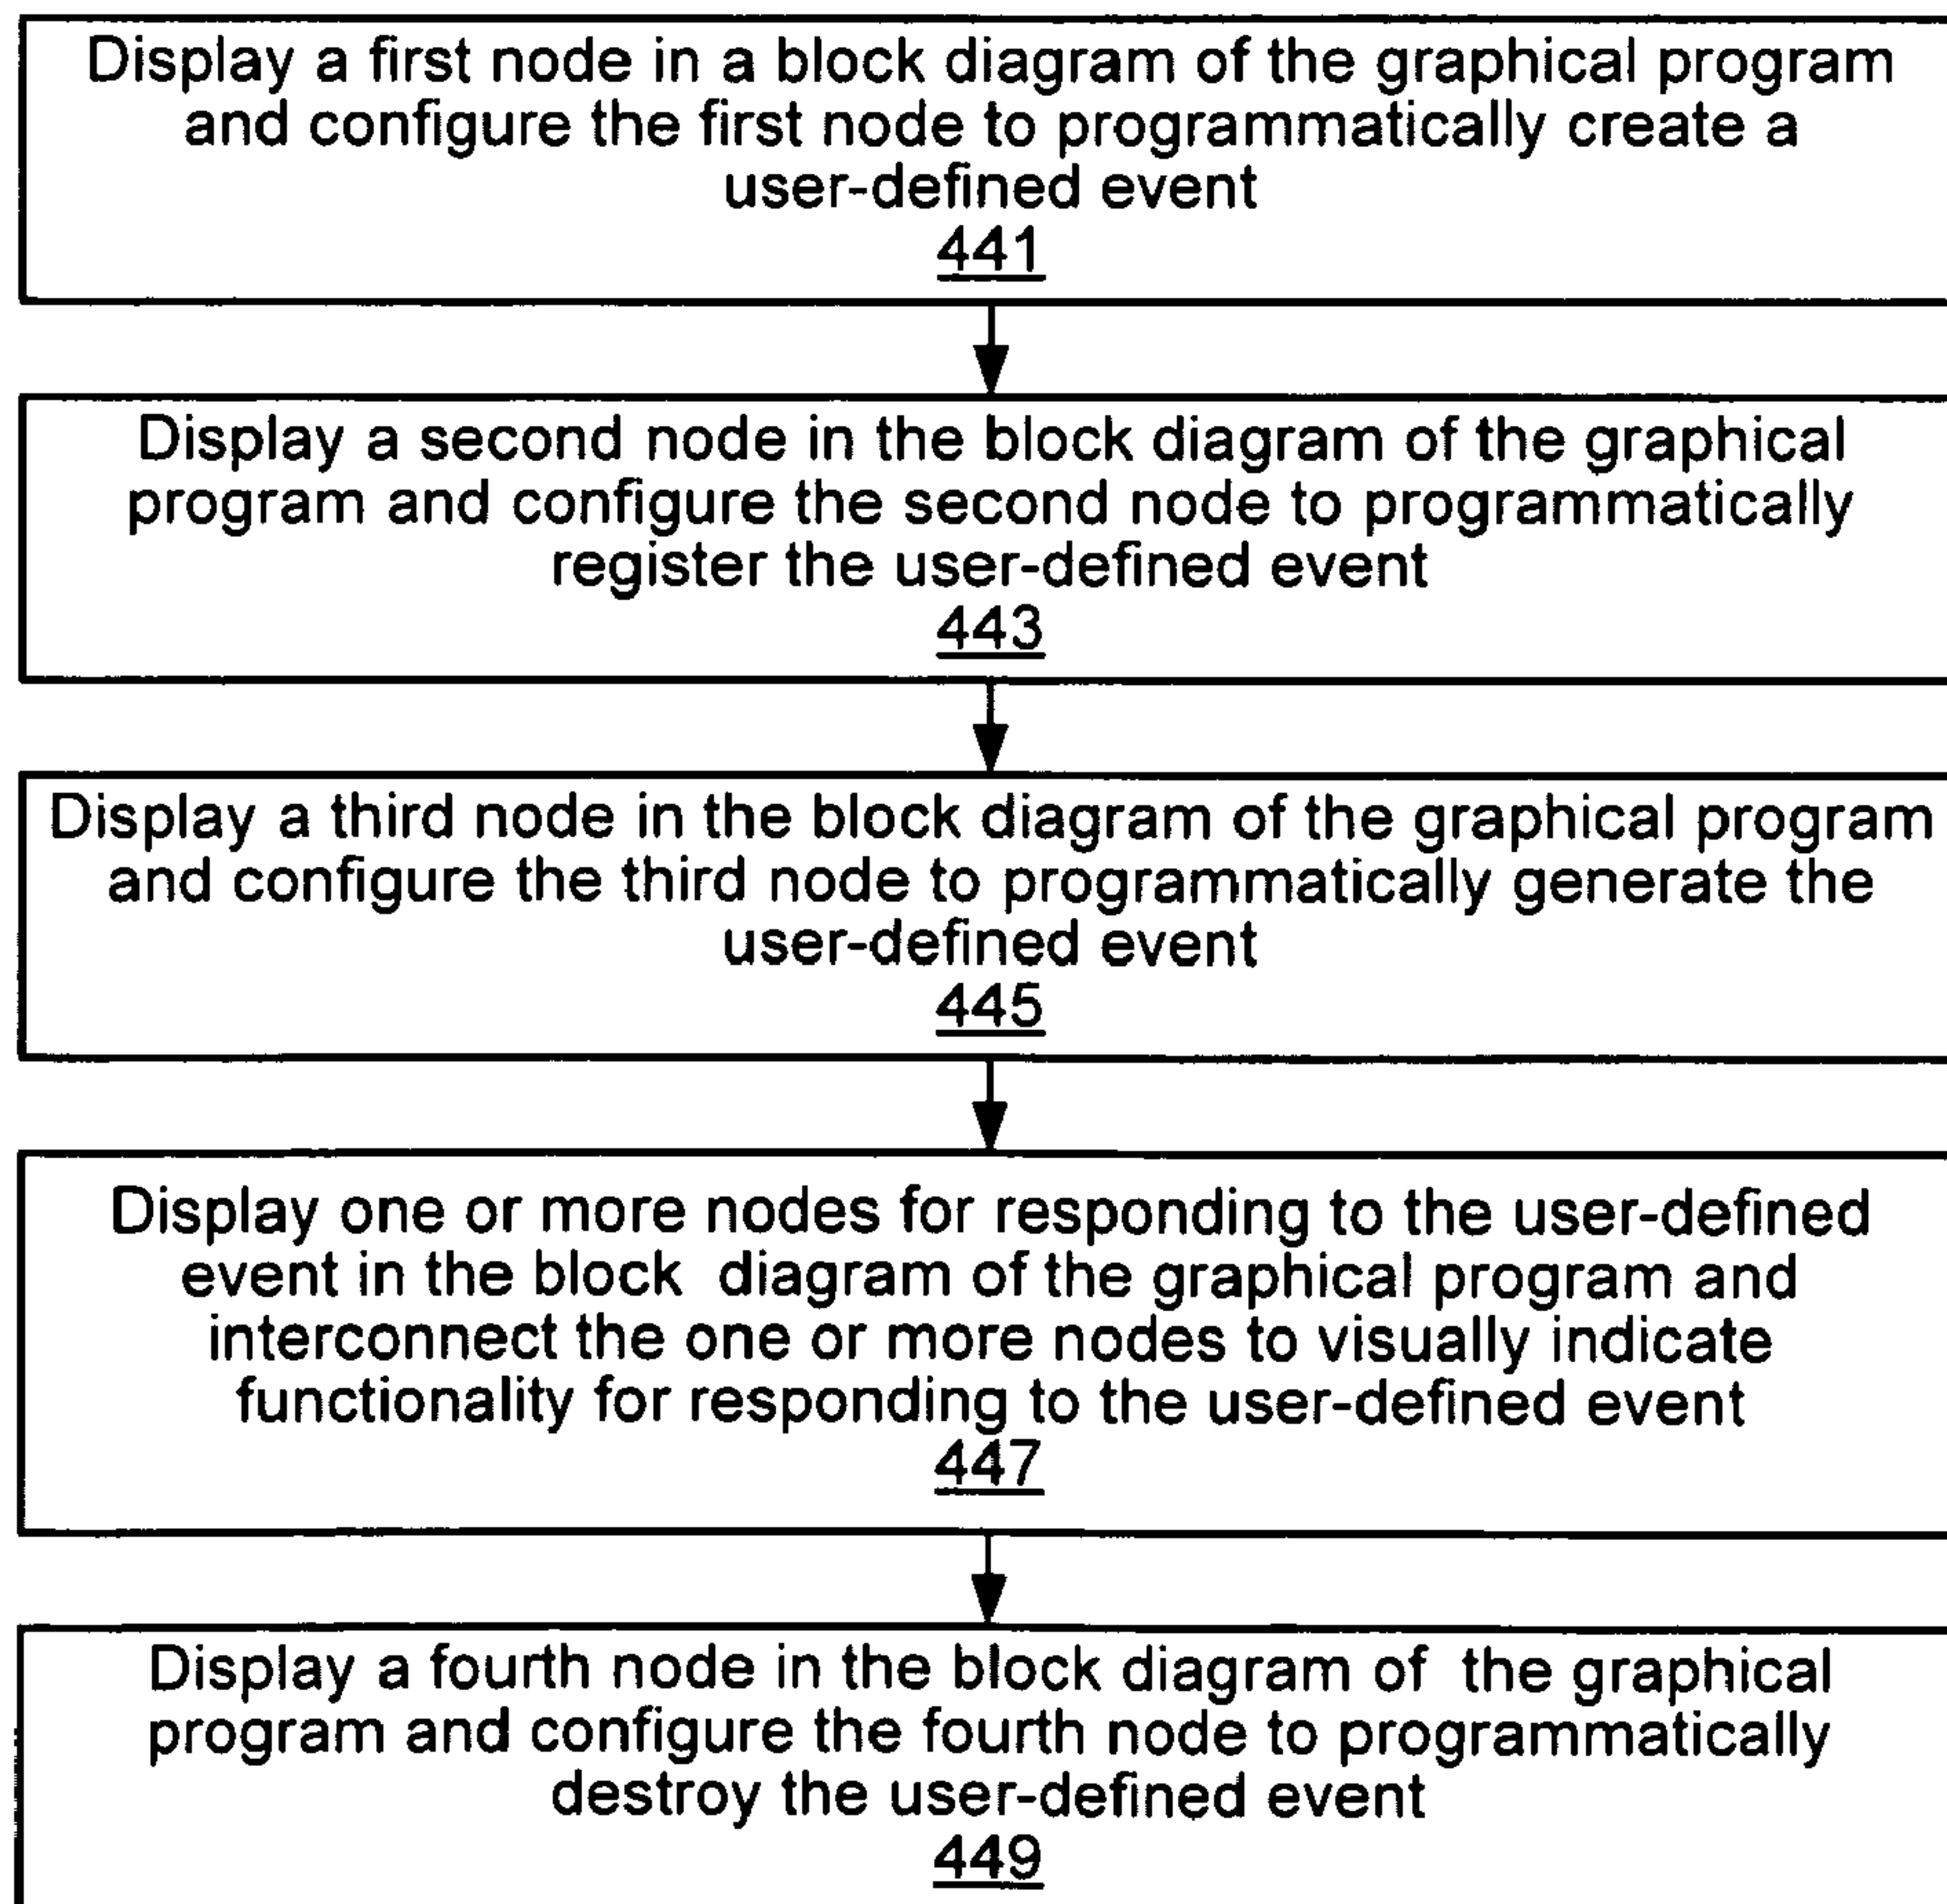 Display a first node in a block diagram of the graphical program
and configure the first node to programmatically create a
user-defined event
441
Display a second node in the block diagram of the graphical
program and configure the second node to programmatically
register the user-defined event
443
Display a third node in the block diagram of the graphical program
and configure the third node to programmatically generate the
user-defined event
445
Display one or more nodes for responding to the user-defined
event in the block diagram of the graphical program and
interconnect the one or more nodes to visually indicate
functionality for responding to the user-defined event
447
Display a fourth node in the block diagram of the graphical
program and configure the fourth node to programmatically
destroy the user-defined event
449